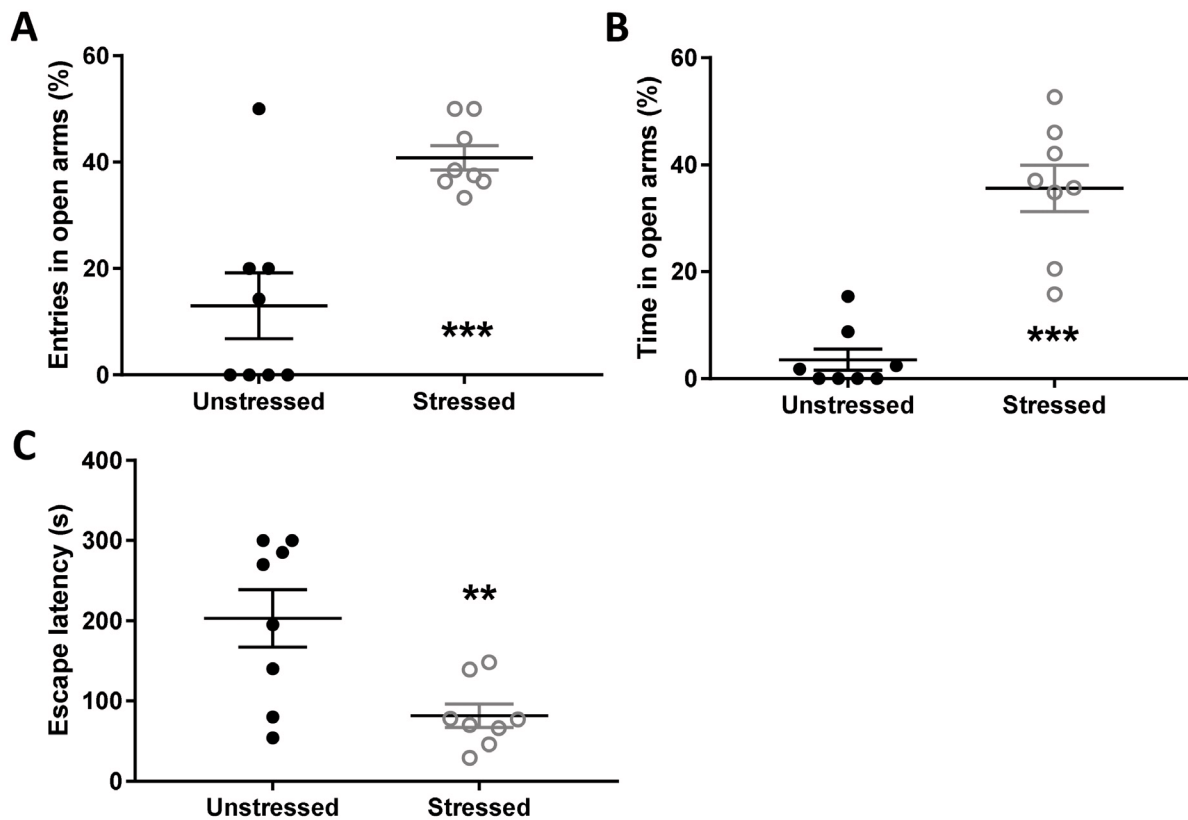 A
Entries in open arms (%)
60
40
20
0
Unstressed
Stressed
***
B
Time in open arms (%)
60
40
20
0
Unstressed
Stressed
***
C
Escape latency (s)
400
300
200
100
0
Unstressed
Stressed
**